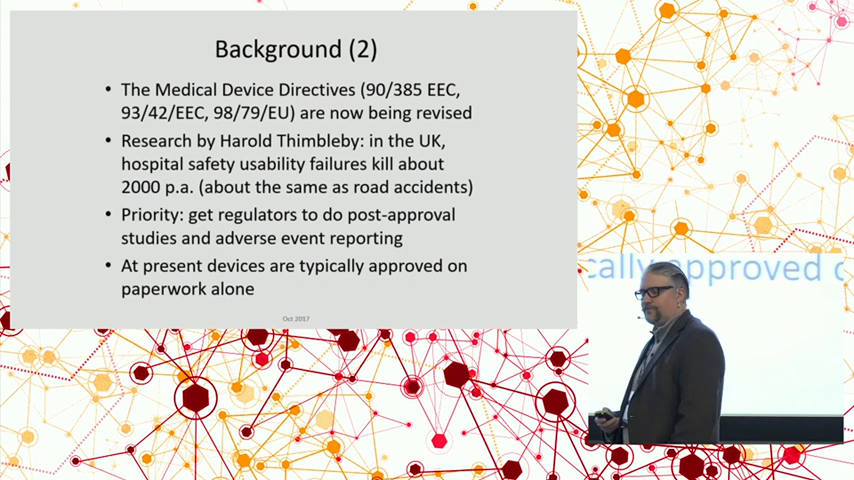 Background (2)
• The Medical Device Directives (90/385 EEC,
93/42/EEC, 98/79/EU) are now being revised
• Research by Harold Thimbleby: in the UK,
hospital safety usability failures kill about
2000 p.a. (about the same as road accidents)
• Priority: get regulators to do post-approval
studies and adverse event reporting
• At present devices are typically approved on
paperwork alone
Oct 2017
cally approved